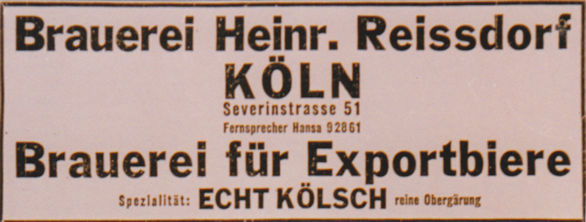 Brauerei Heinr. Reissdorf
KÖLN
Severinstrasse 51
Fernsprecher Hansa 92861
Brauerei für Exportbiere
Spezialität: ECHT KÖLSCH reine Obergärung